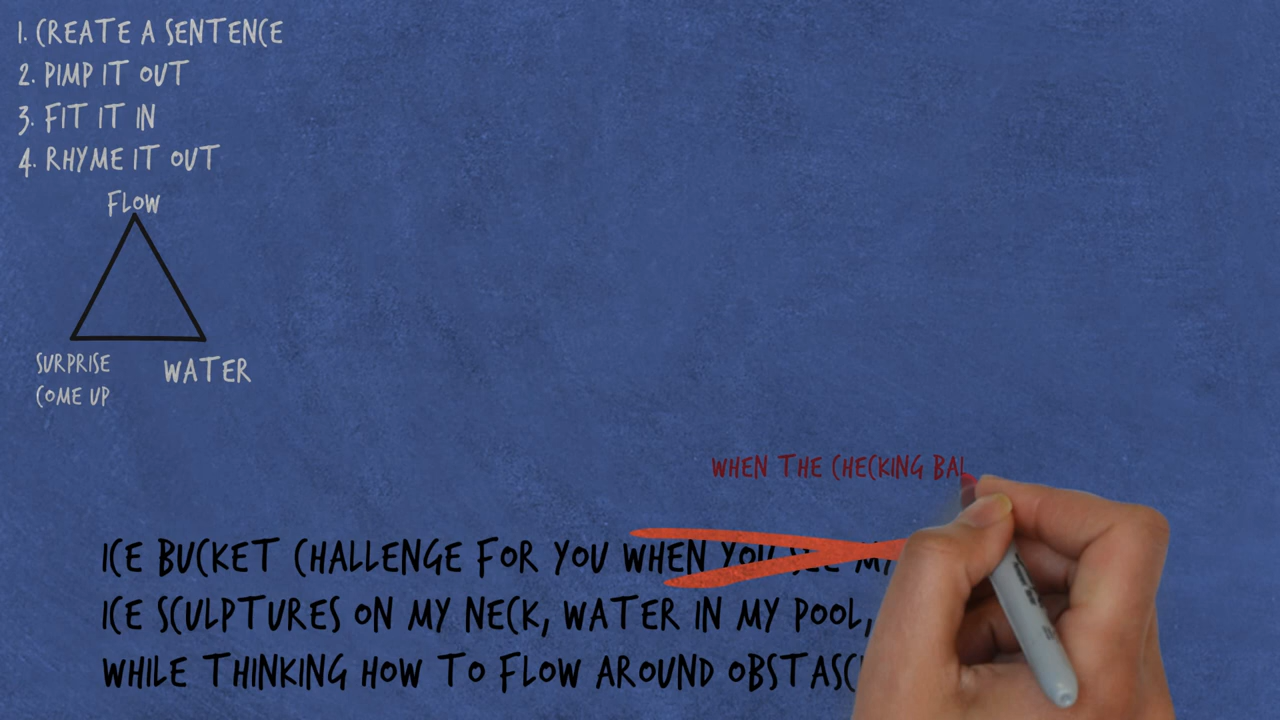 1. CREATE A SENTENCE
2. PIMP IT OUT
3. FIT IT IN
4. RHYME IT OUT
FLOW
SURPRISE
COME UP
WATER
WHEN THE CHECKING BAL
ICE BUCKET CHALLENGE FOR YOU WHEN YOU SEE MY
ICE SCULPTURES ON MY NECK, WATER IN MY POOL,
WHILE THINKING HOW TO FLOW AROUND